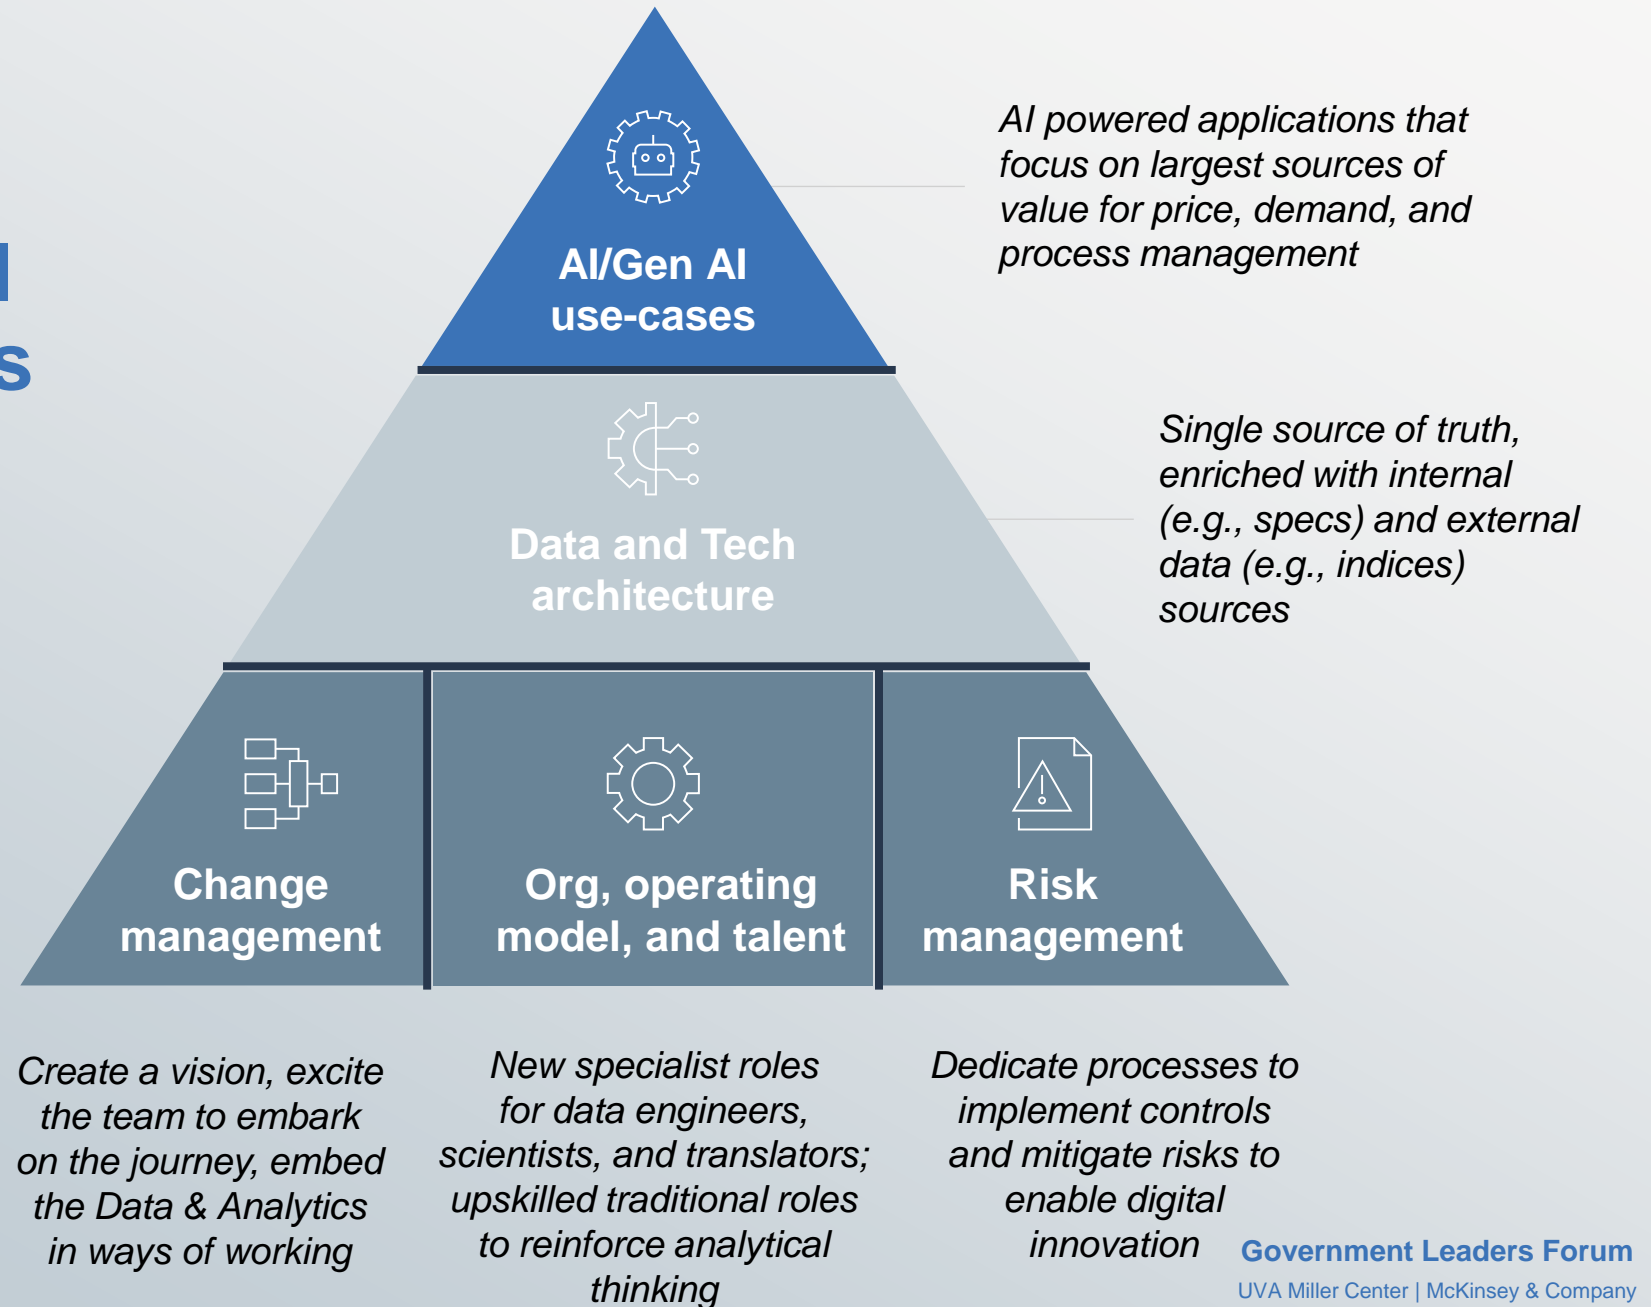 AI/Gen AI
use-cases
AI powered applications that
focus on largest sources of
value for price, demand, and
process management
Data and Tech
architecture
Single source of truth,
enriched with internal
(e.g., specs) and external
data (e.g., indices)
sources
Change
management
Org, operating
model, and talent
Risk
management
Create a vision, excite
the team to embark
on the journey, embed
the Data & Analytics
in ways of working
New specialist roles
for data engineers,
scientists, and translators;
upskilled traditional roles
to reinforce analytical
thinking
Dedicate processes to
implement controls
and mitigate risks to
enable digital
innovation
Government Leaders Forum
UVA Miller Center | McKinsey & Company